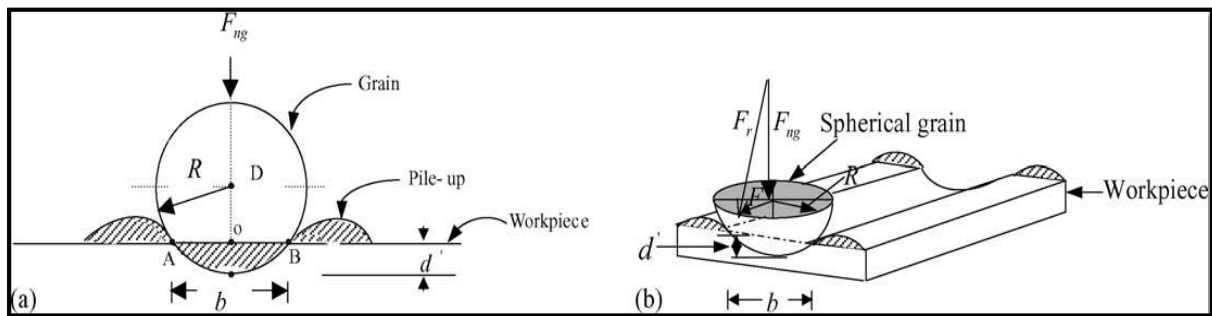 F_ng
Grain
R
D
Pile- up
Workpiece
o
A
B
d'
b
(a)
F_r
F_ng
Spherical grain
F
R
Workpiece
d'
b
(b)